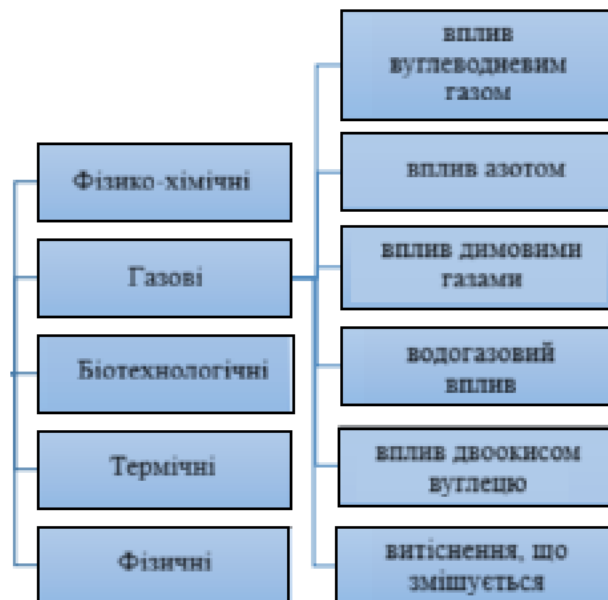 Фізико-хімічні
Газові
Біотехнологічні
Термічні
Фізичні
вплив
вуглеводневим
газом
вплив азотом
вплив димовими
газами
водогазовий
вплив
вплив двоокисом
вуглецю
витіснення, що
змішується